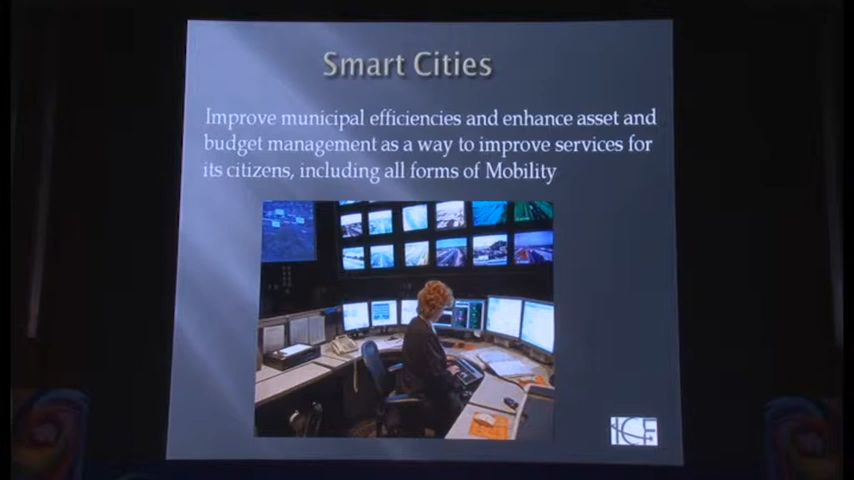 Smart Cities
Improve municipal efficiencies and enhance asset and
budget management as a way to improve services for
its citizens, including all forms of Mobility
ICF